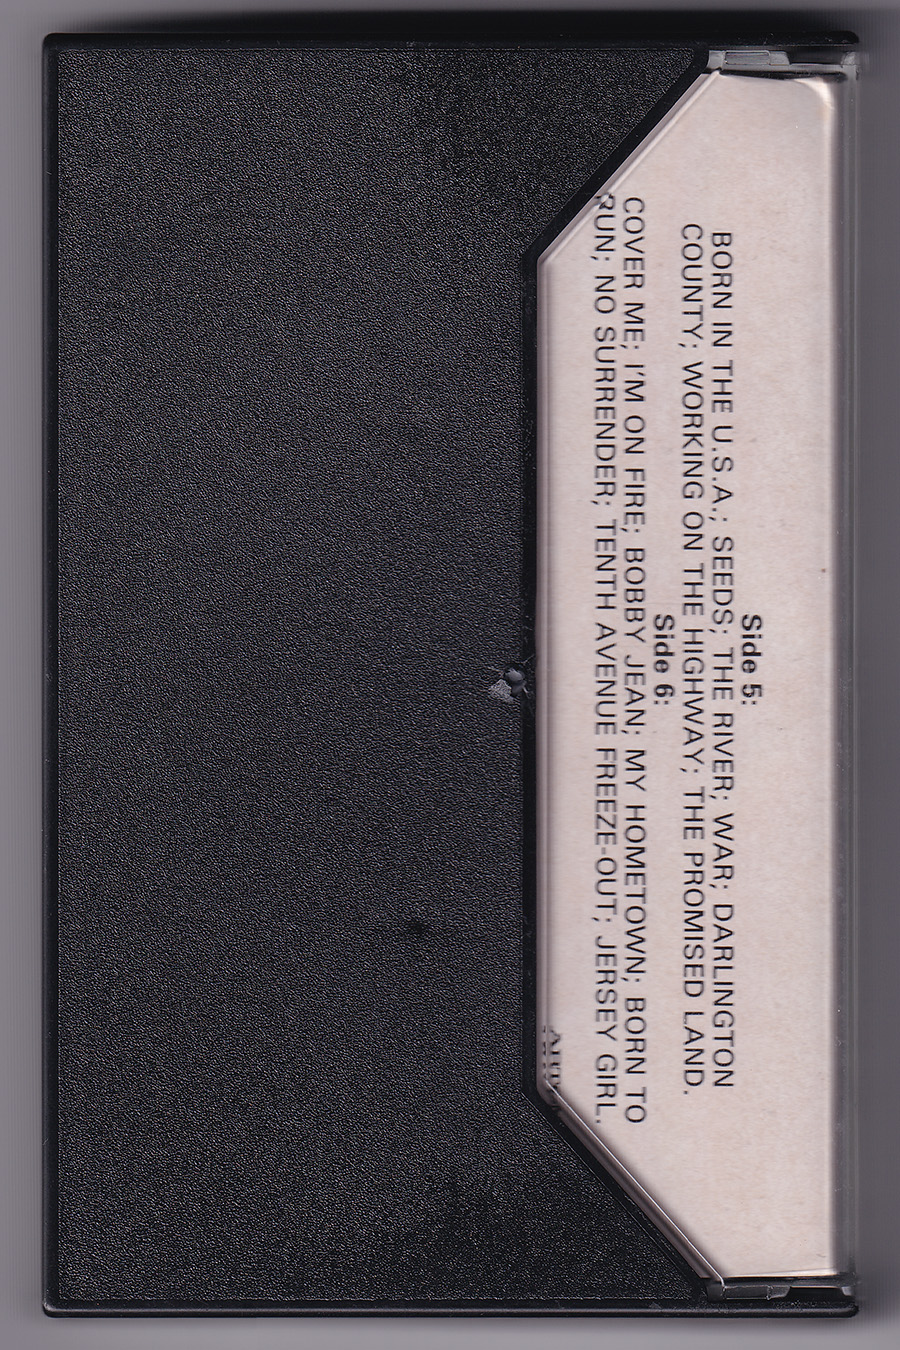 Side 5:
BORN IN THE U.S.A.; SEEDS; THE RIVER; WAR; DARLINGTON
COUNTY; WORKING ON THE HIGHWAY; THE PROMISED LAND.
Side 6:
COVER ME; I'M ON FIRE; BOBBY JEAN; MY HOMETOWN; BORN TO
RUN; NO SURRENDER; TENTH AVENUE FREEZE-OUT; JERSEY GIRL.